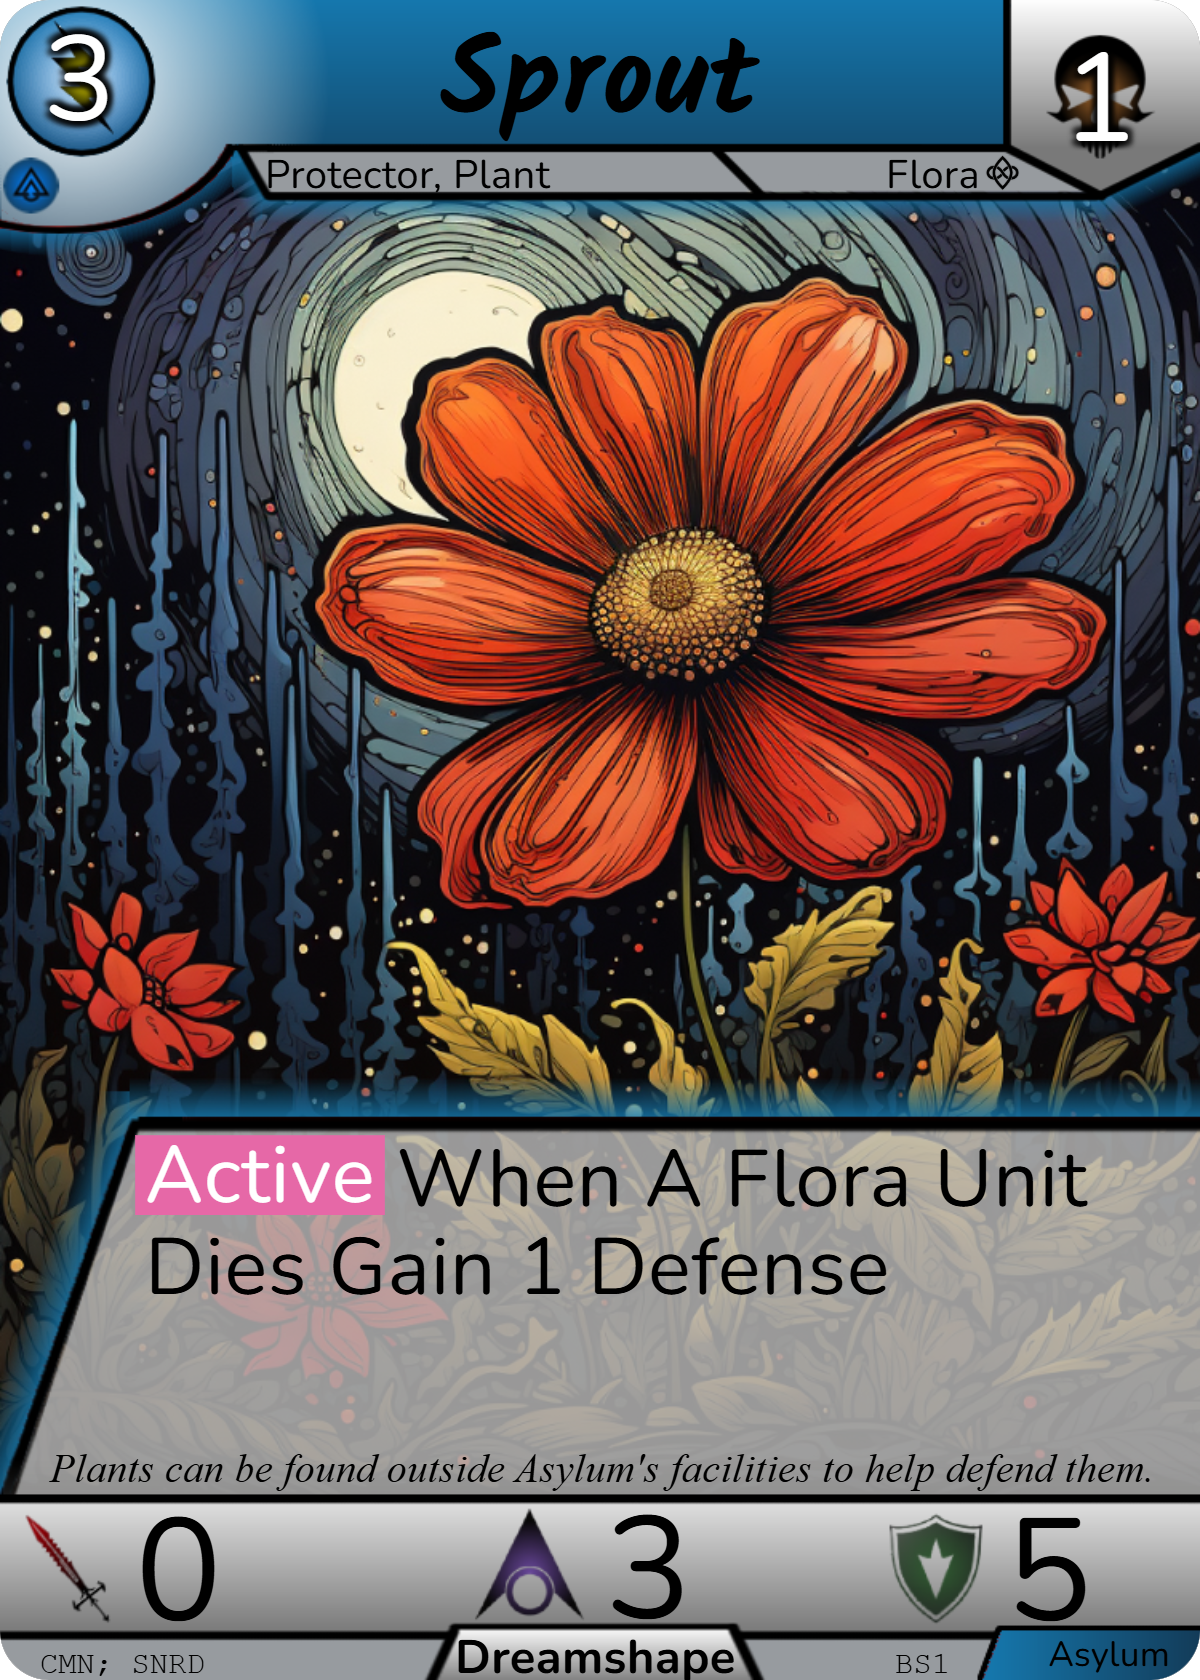 3
Sprout
1
Protector, Plant
Flora
Active When A Flora Unit
Dies Gain 1 Defense
Plants can be found outside Asylum's facilities to help defend them.
0
3
5
CMN; SNRD
Dreamshape
BS1
Asylum